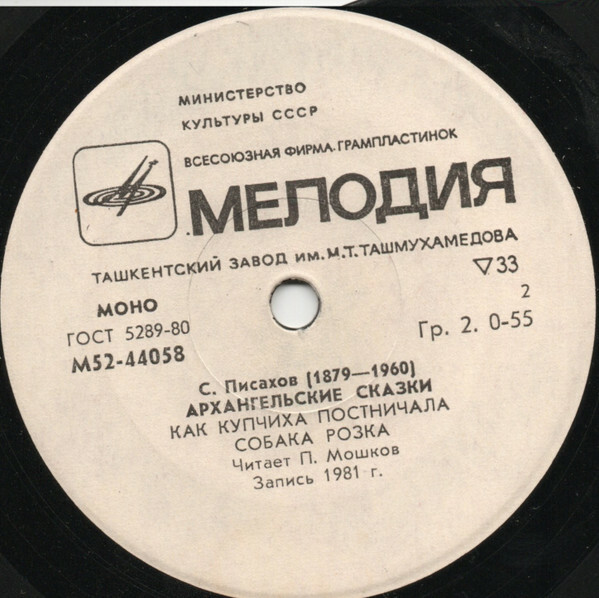 МИНИСТЕРСТВО
КУЛЬТУРЫ СССР
ВСЕСОЮЗНАЯ ФИРМА ГРАМПЛАСТИНОК
МЕЛОДИЯ
ТАШКЕНТСКИЙ ЗАВОД им. М.Т. ТАШМУХАМЕДОВА
МОНО
▽33
ГОСТ 5289-80
2
М52-44058
Гр. 2. 0-55
С. Писахов (1879—1960)
АРХАНГЕЛЬСКИЕ СКАЗКИ
КАК КУПЧИХА ПОСТНИЧАЛА
СОБАКА РОЗКА
Читает П. Мошков
Запись 1981 г.